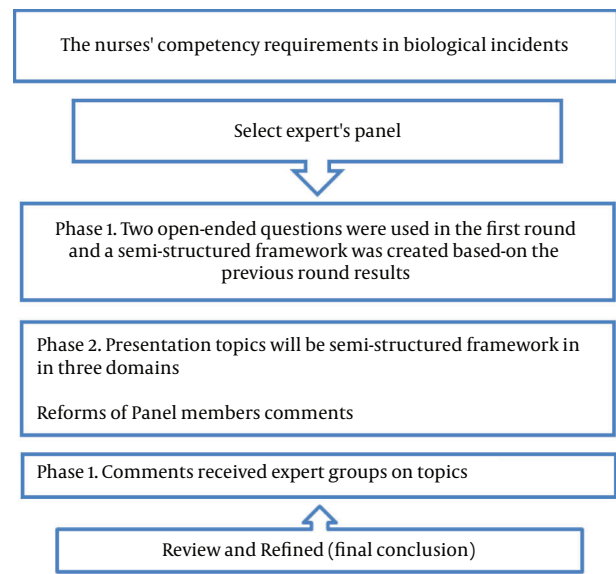 The nurses' competency requirements in biological incidents
Select expert's panel
Phase 1. Two open-ended questions were used in the first round
and a semi-structured framework was created based-on the
previous round results
Phase 2. Presentation topics will be semi-structured framework in
in three domains
Reforms of Panel members comments
Phase 1. Comments received expert groups on topics
Review and Refined (final conclusion)